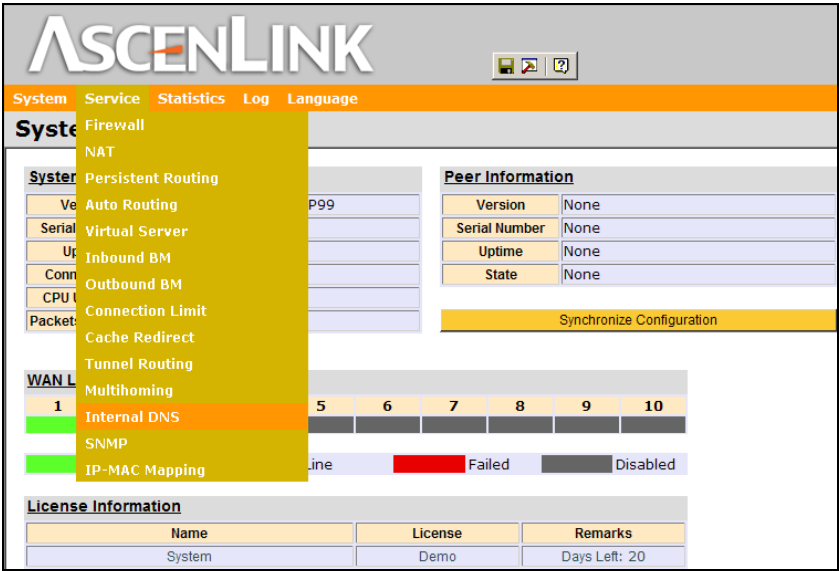 ASCENLINK
System Service Statistics Log Language
Firewall
NAT
Persistent Routing
Auto Routing
Virtual Server
Inbound BM
Outbound BM
Connection Limit
Cache Redirect
Tunnel Routing
Multihoming
Internal DNS
SNMP
IP-MAC Mapping
P99
Peer Information
Version None
Serial Number None
Uptime None
State None
Synchronize Configuration
1 5 6 7 8 9 10
Failed Disabled
License Information
Name License Remarks
System Demo Days Left: 20